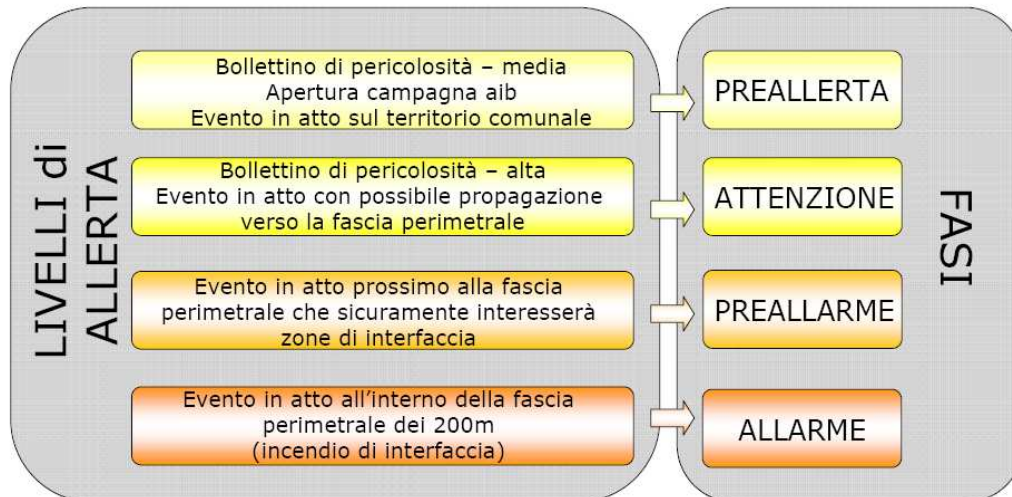 LIVELLI di
ALLERTA
Bollettino di pericolosità – media
Apertura campagna aib
Evento in atto sul territorio comunale
PREALLERTA
Bollettino di pericolosità – alta
Evento in atto con possibile propagazione
verso la fascia perimetrale
ATTENZIONE
Evento in atto prossimo alla fascia
perimetrale che sicuramente interesserà
zone di interfaccia
PREALLARME
Evento in atto all’interno della fascia
perimetrale dei 200m
(incendio di interfaccia)
ALLARME
FASI